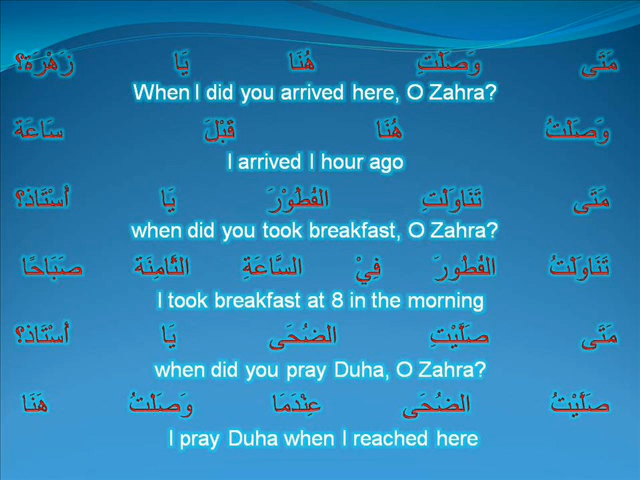 مَتَى وَصَلْتِ هُنَا يَا زَهْرَة؟
When I did you arrived here, O Zahra?
وَصَلْتُ هُنَا قَبْلَ سَاعَة
I arrived I hour ago
مَتَى تَنَاوَلْتِ الفُطُوْرَ يَا أُسْتَاذ؟
when did you took breakfast, O Zahra?
تَنَاوَلْتُ الفُطُورَ فِيْ السَّاعَةِ الثَّامِنَة صَبَاحًا
I took breakfast at 8 in the morning
مَتَى صَلَّيْتِ الضُحَى يَا أُسْتَاذ؟
when did you pray Duha, O Zahra?
صَلَّيْتُ الضُحَى عِنْدَمَا وَصَلْتُ هَنَا
I pray Duha when I reached here